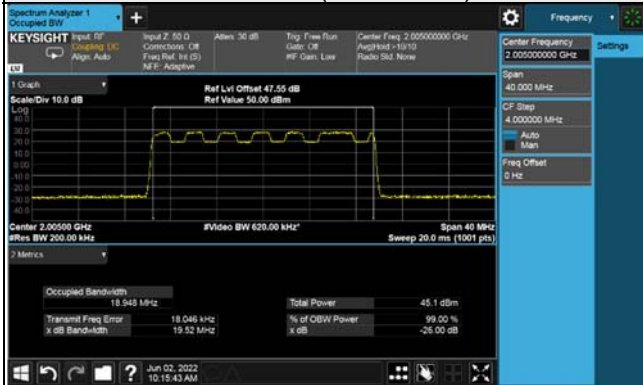 Spectrum Analyzer 1
Occupied BW
+
Frequency
KEYSIGHT
Input: RF
Coupling: DC
Align: Auto
Input Z: 50 Ω
Corrections: Off
Freq Ref: Int (S)
NFE: Adaptive
Atten: 30 dB
Trig: Free Run
Gate: Off
#IF Gain: Low
Center Freq: 2.005000000 GHz
Avg|Hold:>10/10
Radio Std: None
Center Frequency
2.005000000 GHz
Settings
Span
40.000 MHz
CF Step
4.000000 MHz
Auto
Man
Freq Offset
0 Hz
1 Graph
Scale/Div 10.0 dB
Ref Lvl Offset 47.55 dB
Ref Value 50.00 dBm
Log
40.0
30.0
20.0
10.0
0.00
-10.0
-20.0
-30.0
-40.0
Center 2.00500 GHz
#Res BW 200.00 kHz
#Video BW 620.00 kHz*
Span 40 MHz
Sweep 20.0 ms (1001 pts)
2 Metrics
Occupied Bandwidth
18.948 MHz
Total Power
45.1 dBm
Transmit Freq Error
18.046 kHz
% of OBW Power
99.00 %
x dB Bandwidth
19.52 MHz
x dB
-26.00 dB
?
Jun 02, 2022
10:15:43 AM